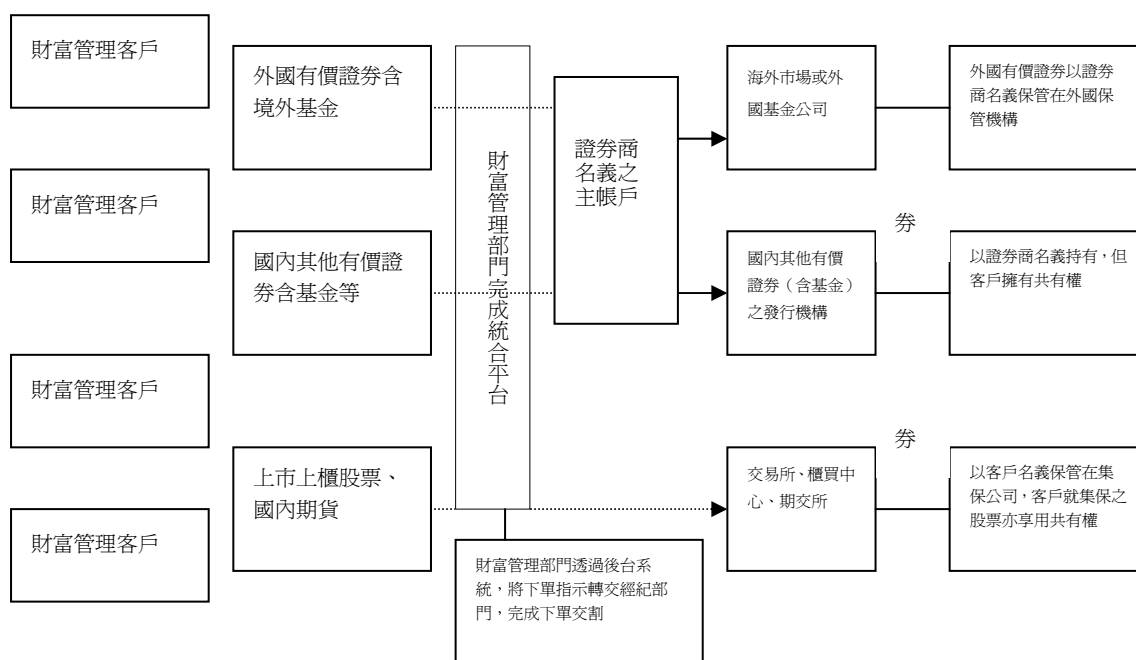 財富管理客戶
財富管理客戶
財富管理客戶
財富管理客戶
外國有價證券含
境外基金
國內其他有價證
券含基金等
上市上櫃股票、
國內期貨
財富管理部門完成統合平台
財富管理部門透過後台系
統，將下單指示轉交經紀部
門，完成下單交割
證券商
名義之
主帳戶
海外市場或外
國基金公司
券
國內其他有價
證券（含基金）
之發行機構
券
交易所、櫃買中
心、期交所
外國有價證券以證券
商名義保管在外國保
管機構
以證券商名義持有，但
客戶擁有共有權
以客戶名義保管在集
保公司，客戶就集保之
股票亦享用共有權